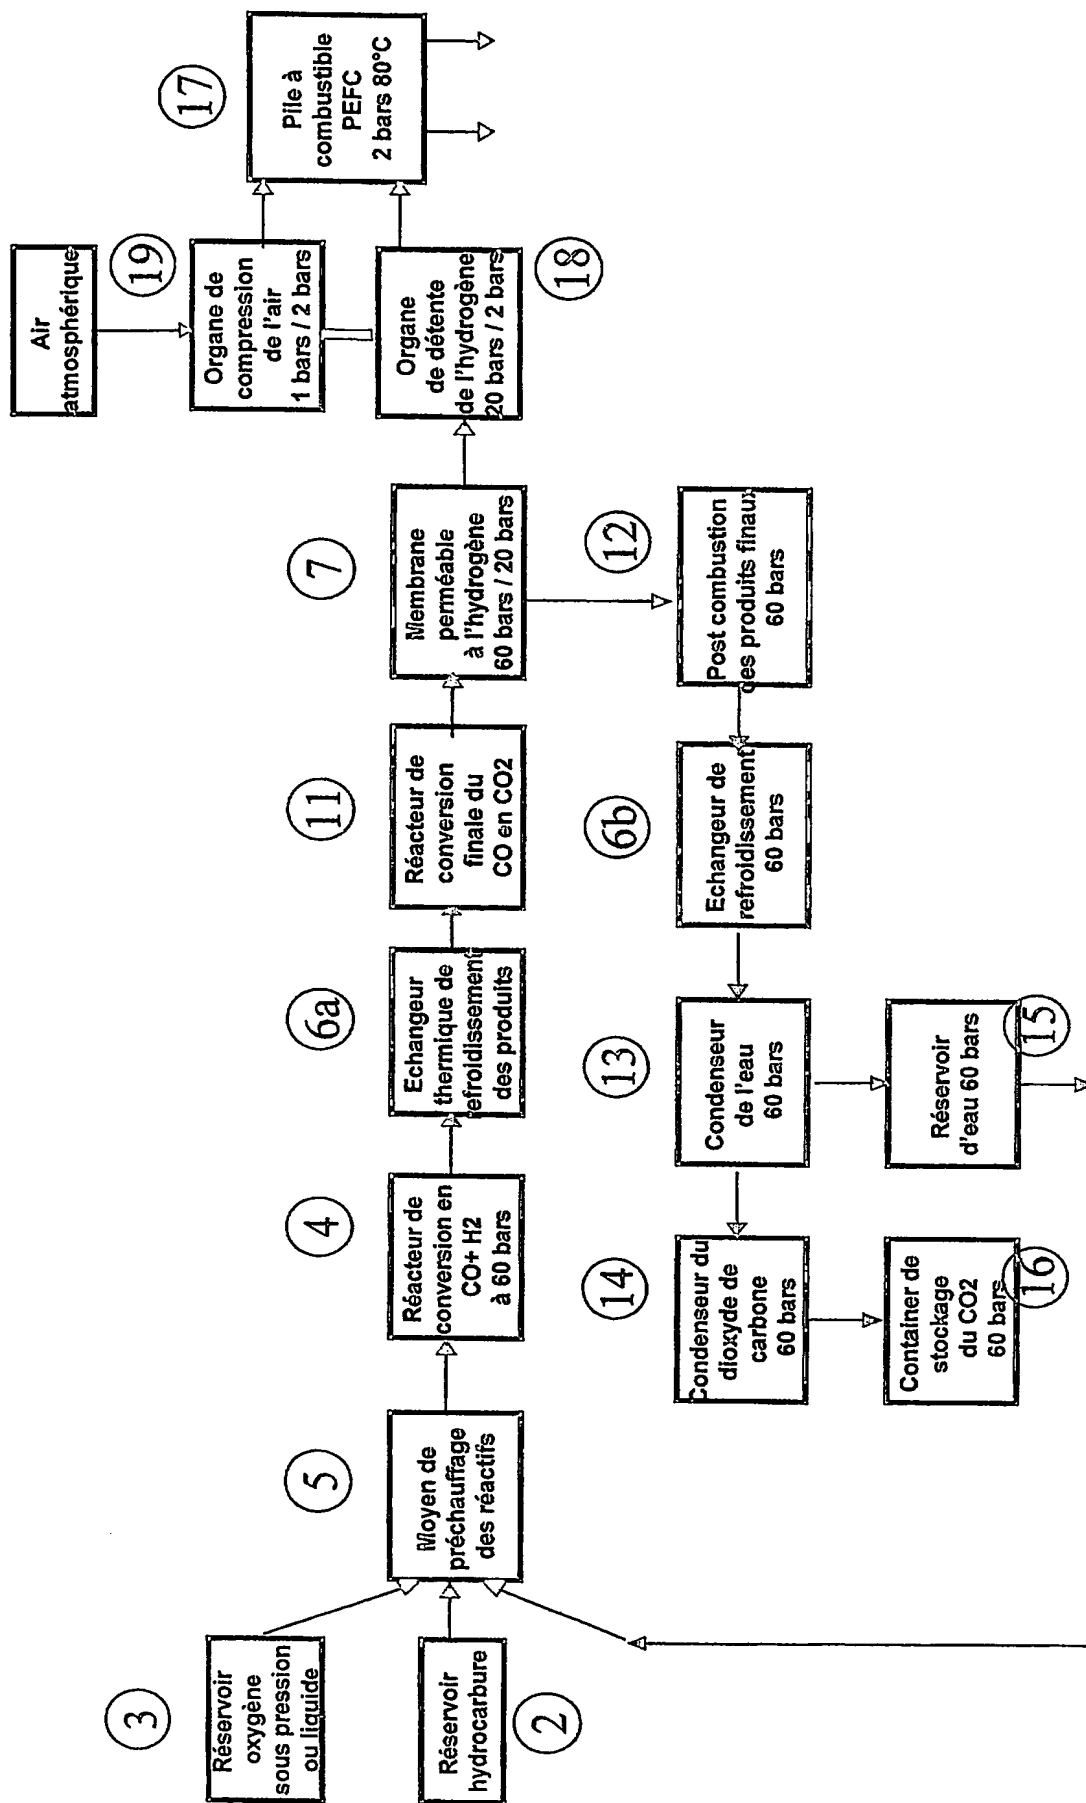 3
Réservoir
oxygène
sous pression
ou liquide
2
Réservoir
hydrocarbure
5
Moyen de
préchauffage
des réactifs
4
Réacteur de
conversion en
CO+ H2
à 60 bars
6a
Echangeur
thermique de
refroidissement
des produits
11
Réacteur de
conversion
finale du
CO en CO2
7
Membrane
perméable
à l'hydrogène
60 bars / 20 bars
Air
atmosphérique
19
Organe de
compression
de l'air
1 bars / 2 bars
Organe
de détente
de l'hydrogène
20 bars / 2 bars
18
17
Pile à
combustible
PEFC
2 bars 80°C
12
Post combustion
des produits finaux
60 bars
6b
Echangeur de
refroidissement
60 bars
13
Condenseur
de l'eau
60 bars
14
Condenseur du
dioxyde de
carbone
60 bars
Réservoir
d'eau 60 bars
15
Container de
stockage
du CO2
60 bars
16